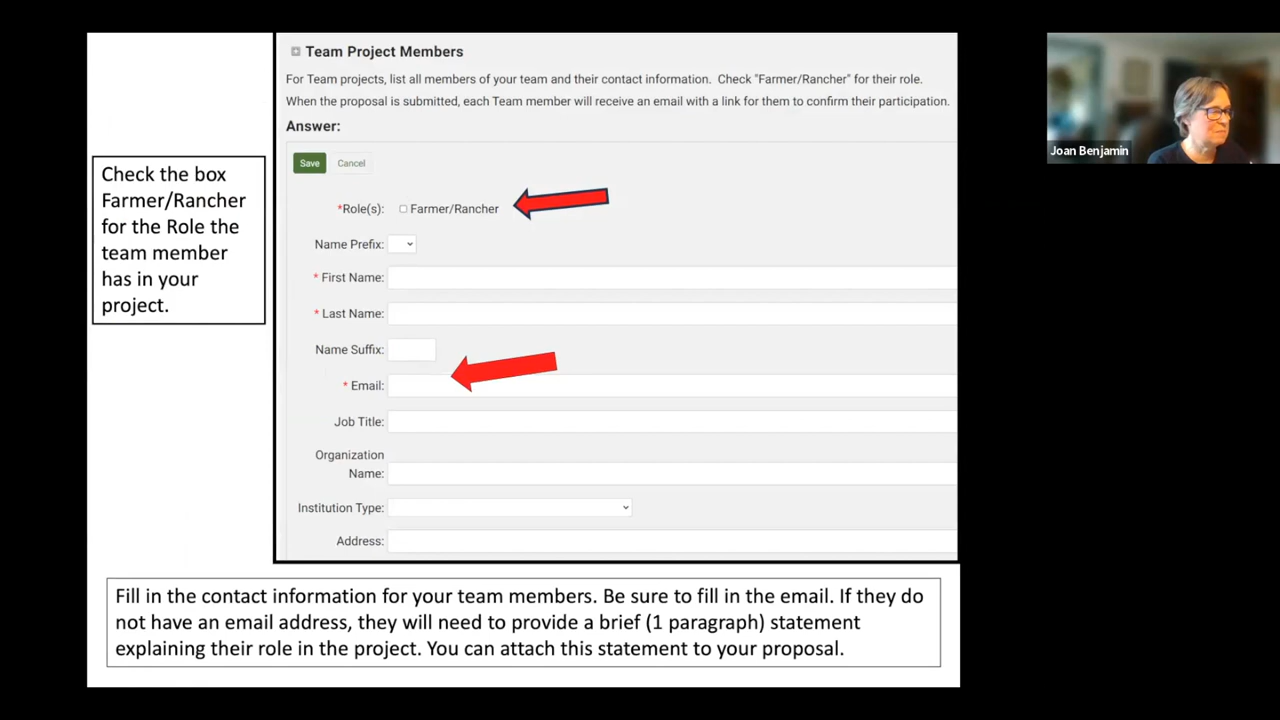 Team Project Members
For Team projects, list all members of your team and their contact information. Check "Farmer/Rancher" for their role.
When the proposal is submitted, each Team member will receive an email with a link for them to confirm their participation.
Answer:
Save Cancel
*Role(s): Farmer/Rancher
Name Prefix:
* First Name:
* Last Name:
Name Suffix:
* Email:
Job Title:
Organization
Name:
Institution Type:
Address:
Check the box
Farmer/Rancher
for the Role the
team member
has in your
project.
Fill in the contact information for your team members. Be sure to fill in the email. If they do
not have an email address, they will need to provide a brief (1 paragraph) statement
explaining their role in the project. You can attach this statement to your proposal.
Joan Benjamin